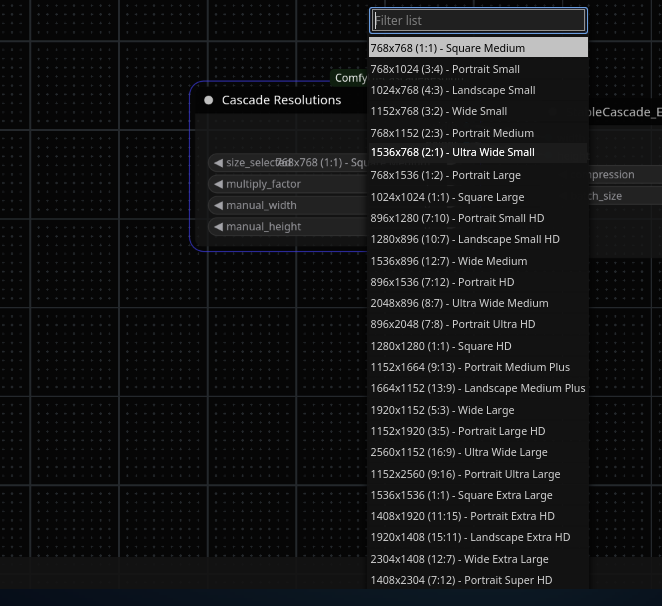 Filter list
768x768 (1:1) - Square Medium
768x1024 (3:4) - Portrait Small
1024x768 (4:3) - Landscape Small
1152x768 (3:2) - Wide Small
768x1152 (2:3) - Portrait Medium
1536x768 (2:1) - Ultra Wide Small
768x1536 (1:2) - Portrait Large
1024x1024 (1:1) - Square Large
896x1280 (7:10) - Portrait Small HD
1280x896 (10:7) - Landscape Small HD
1536x896 (12:7) - Wide Medium
896x1536 (7:12) - Portrait HD
2048x896 (8:7) - Ultra Wide Medium
896x2048 (7:8) - Portrait Ultra HD
1280x1280 (1:1) - Square HD
1152x1664 (9:13) - Portrait Medium Plus
1664x1152 (13:9) - Landscape Medium Plus
1920x1152 (5:3) - Wide Large
1152x1920 (3:5) - Portrait Large HD
2560x1152 (16:9) - Ultra Wide Large
1152x2560 (9:16) - Portrait Ultra Large
1536x1536 (1:1) - Square Extra Large
1408x1920 (11:15) - Portrait Extra HD
1920x1408 (15:11) - Landscape Extra HD
2304x1408 (12:7) - Wide Extra Large
1408x2304 (7:12) - Portrait Super HD
Comfy
Cascade Resolutions
768x768 (1:1) - Squ
multiply_factor
manual_width
manual_height
bleCascade_E
mpression
ch_size